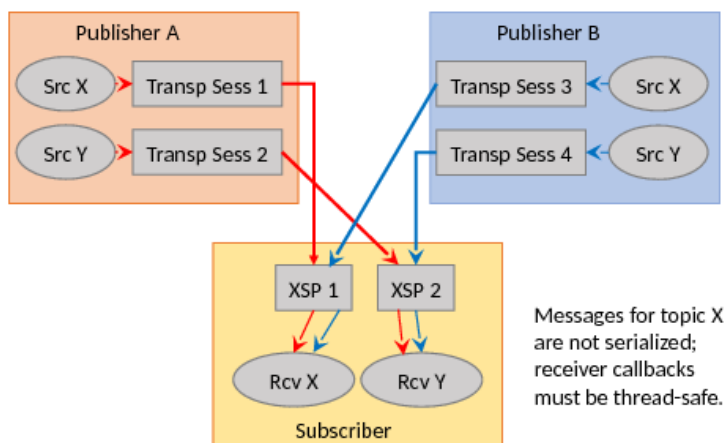 Publisher A
Publisher B
Src X
Transp Sess 1
Transp Sess 3
Src X
Src Y
Transp Sess 2
Transp Sess 4
Src Y
XSP 1
XSP 2
Messages for topic X
are not serialized;
receiver callbacks
must be thread-safe.
Rcv X
Rcv Y
Subscriber